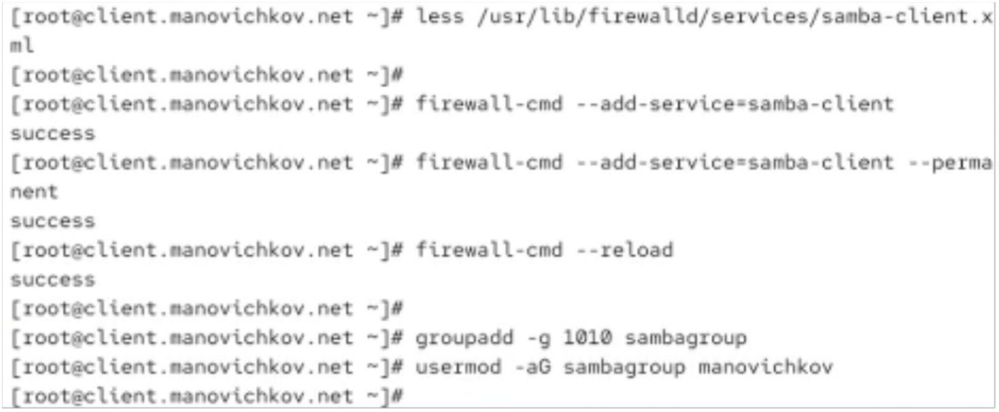 [root@client.manovichkov.net ~]# less /usr/lib/firewalld/services/samba-client.x
ml
[root@client.manovichkov.net ~]#
[root@client.manovichkov.net ~]# firewall-cmd --add-service=samba-client
success
[root@client.manovichkov.net ~]# firewall-cmd --add-service=samba-client --perma
nent
success
[root@client.manovichkov.net ~]# firewall-cmd --reload
success
[root@client.manovichkov.net ~]#
[root@client.manovichkov.net ~]# groupadd -g 1010 sambagroup
[root@client.manovichkov.net ~]# usermod -aG sambagroup manovichkov
[root@client.manovichkov.net ~]#